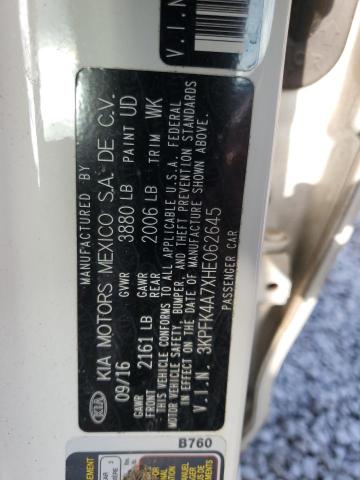 MANUFACTURED BY
KIA KIA MOTORS MEXICO S.A. DE C.V.
09/16 GVWR 3880 LB PAINT UD
GAWR FRONT 2161 LB GAWR REAR 2006 LB TRIM WK
THIS VEHICLE CONFORMS TO ALL APPLICABLE U.S.A. FEDERAL
MOTOR VEHICLE SAFETY, BUMPER, AND THEFT PREVENTION STANDARDS
IN EFFECT ON THE DATE OF MANUFACTURE SHOWN ABOVE.
V.I.N. 3KPFK4A7XHE062645
PASSENGER CAR
V.I.N
B760